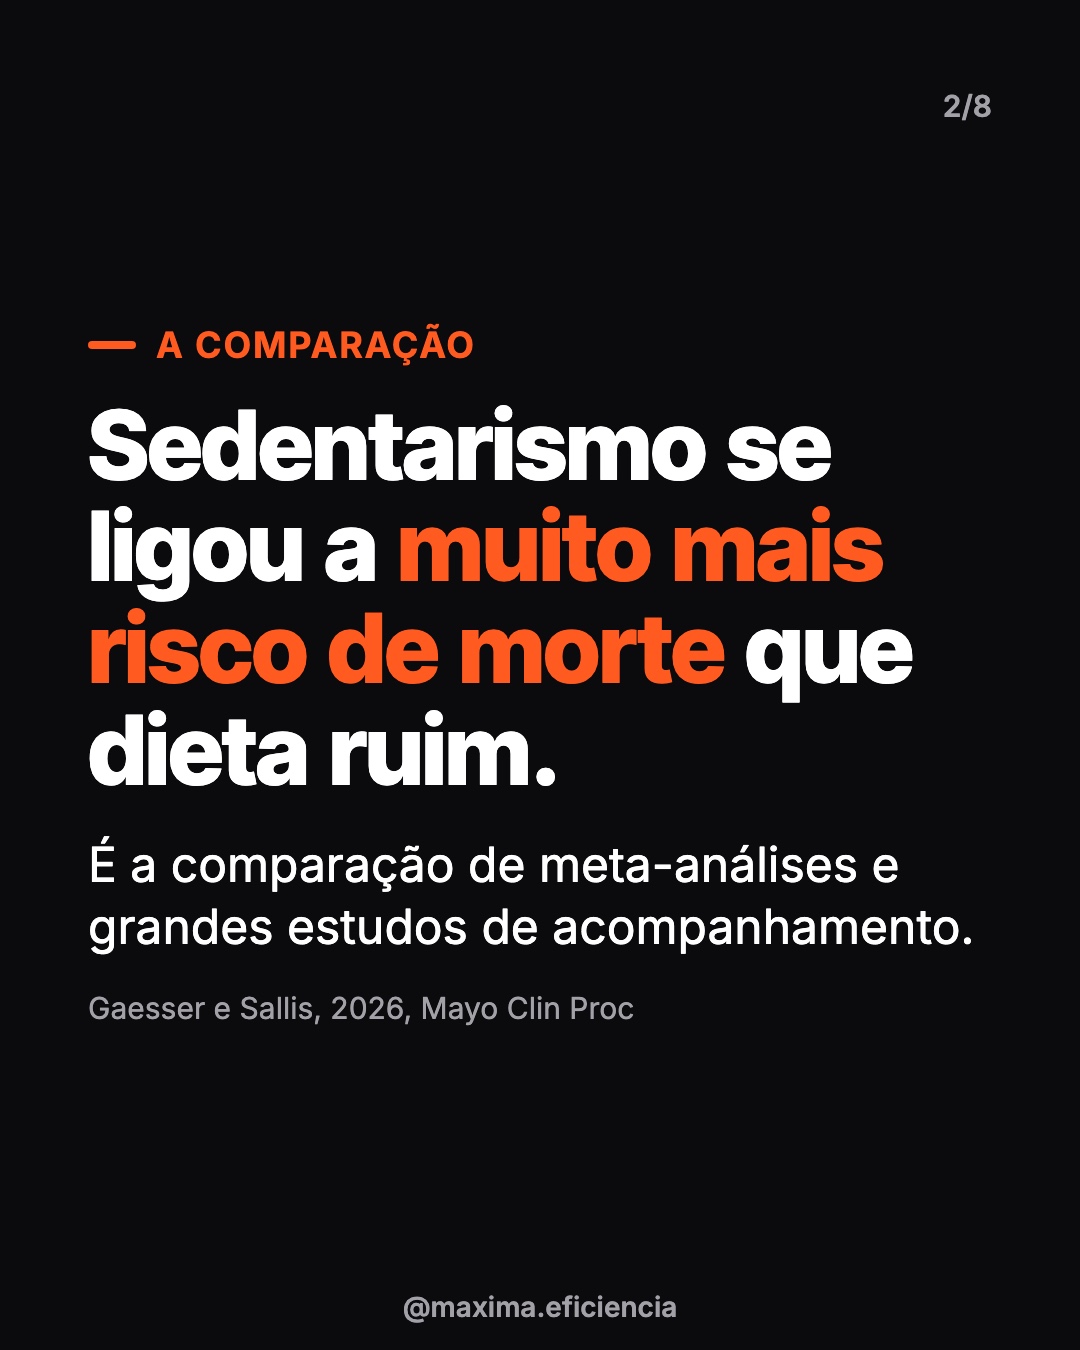 2/8
A COMPARAÇÃO
Sedentarismo se
ligou a muito mais
risco de morte que
dieta ruim.
É a comparação de meta-análises e
grandes estudos de acompanhamento.
Gaesser e Sallis, 2026, Mayo Clin Proc
@maxima.eficiencia